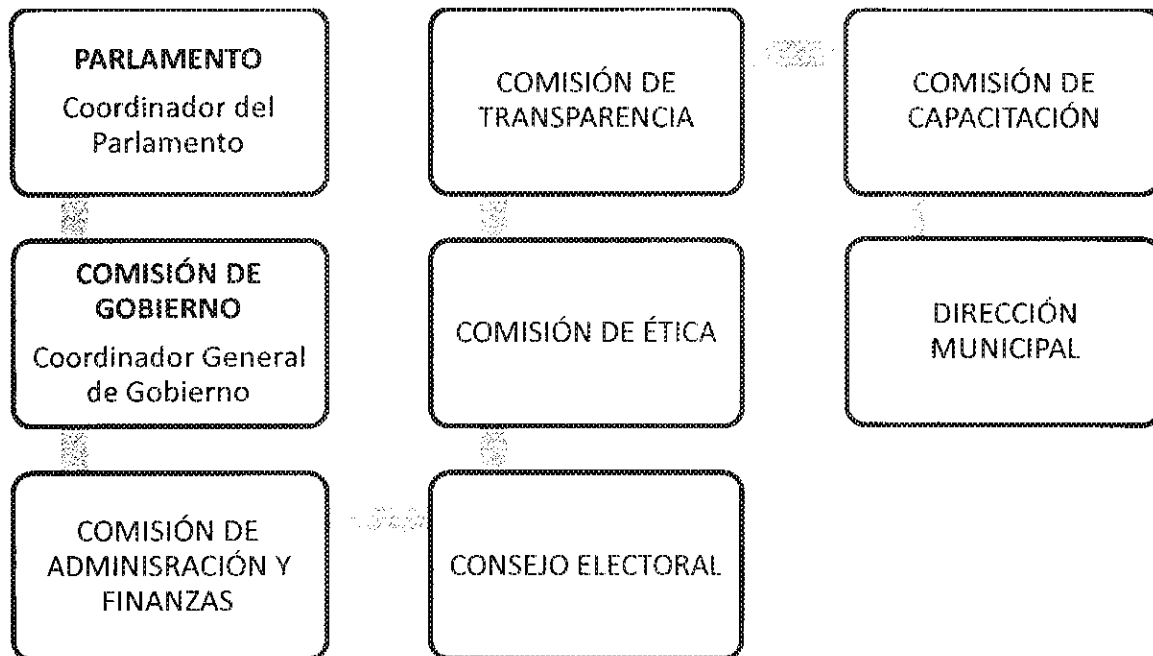 PARLAMENTO
Coordinador del
Parlamento
COMISIÓN DE
GOBIERNO
Coordinador General
de Gobierno
COMISIÓN DE
ADMINISRACIÓN Y
FINANZAS
CONSEJO ELECTORAL
COMISIÓN DE ÉTICA
COMISIÓN DE
TRANSPARENCIA
COMISIÓN DE
CAPACITACIÓN
DIRECCIÓN
MUNICIPAL